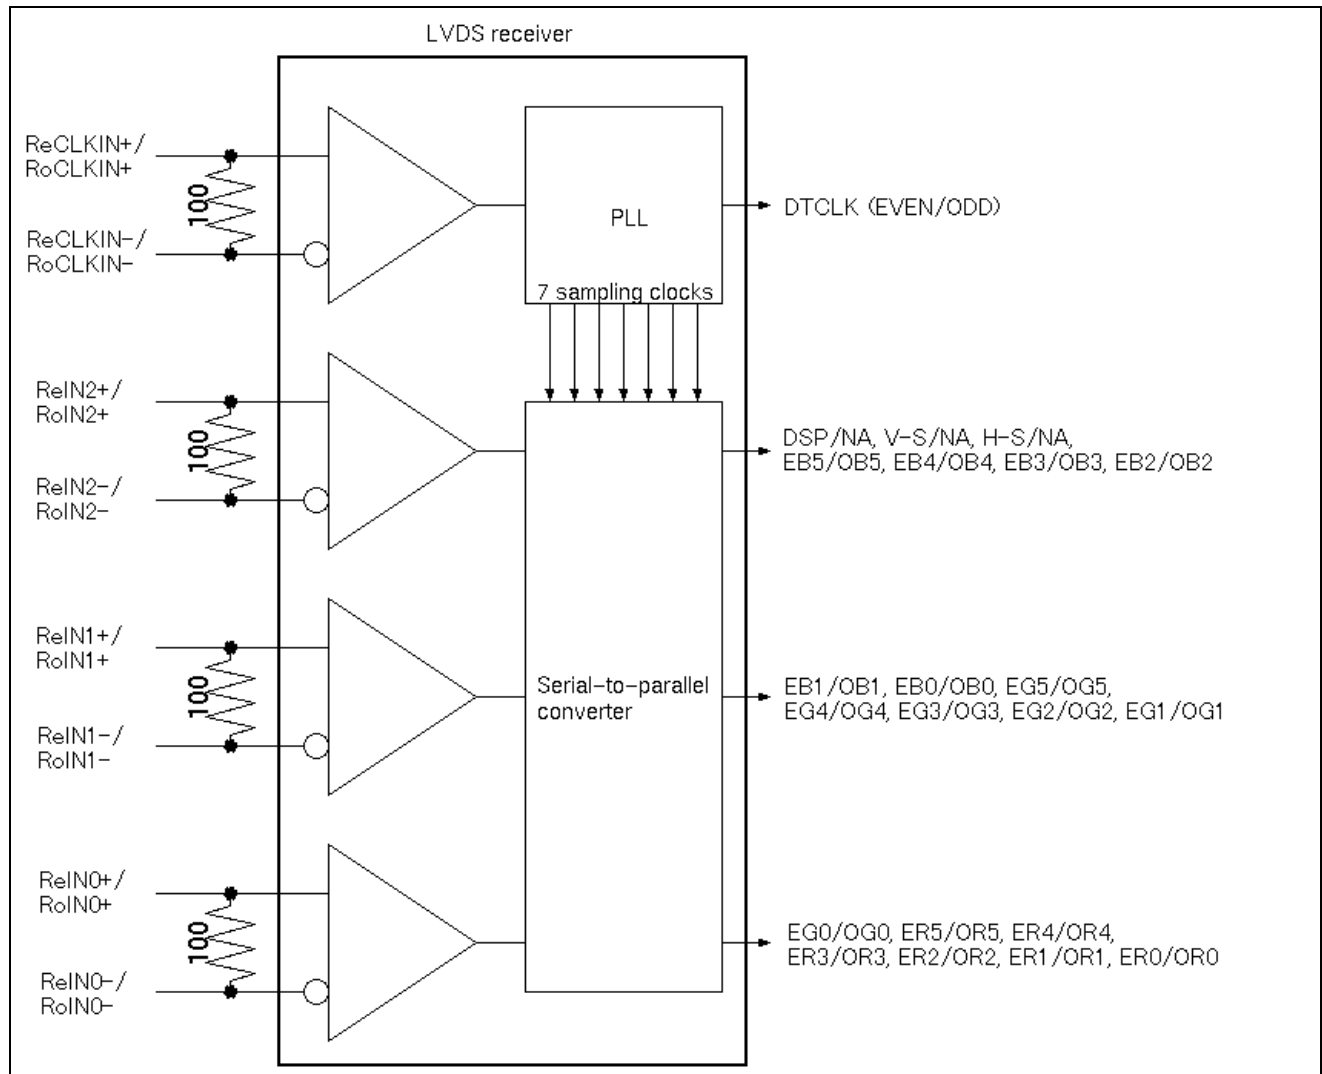 LVDS receiver
ReCLKIN+/
RoCLKIN+
100
ReCLKIN-/
RoCLKIN-
PLL
7 sampling clocks
DTCLK (EVEN/ODD)
ReIN2+/
RoIN2+
100
ReIN2-/
RoIN2-
DSP/NA, V-S/NA, H-S/NA,
EB5/OB5, EB4/OB4, EB3/OB3, EB2/OB2
ReIN1+/
RoIN1+
100
ReIN1-/
RoIN1-
Serial-to-parallel
converter
EB1/OB1, EB0/OB0, EG5/OG5,
EG4/OG4, EG3/OG3, EG2/OG2, EG1/OG1
ReIN0+/
RoIN0+
100
ReIN0-/
RoIN0-
EG0/OG0, ER5/OR5, ER4/OR4,
ER3/OR3, ER2/OR2, ER1/OR1, ER0/OR0